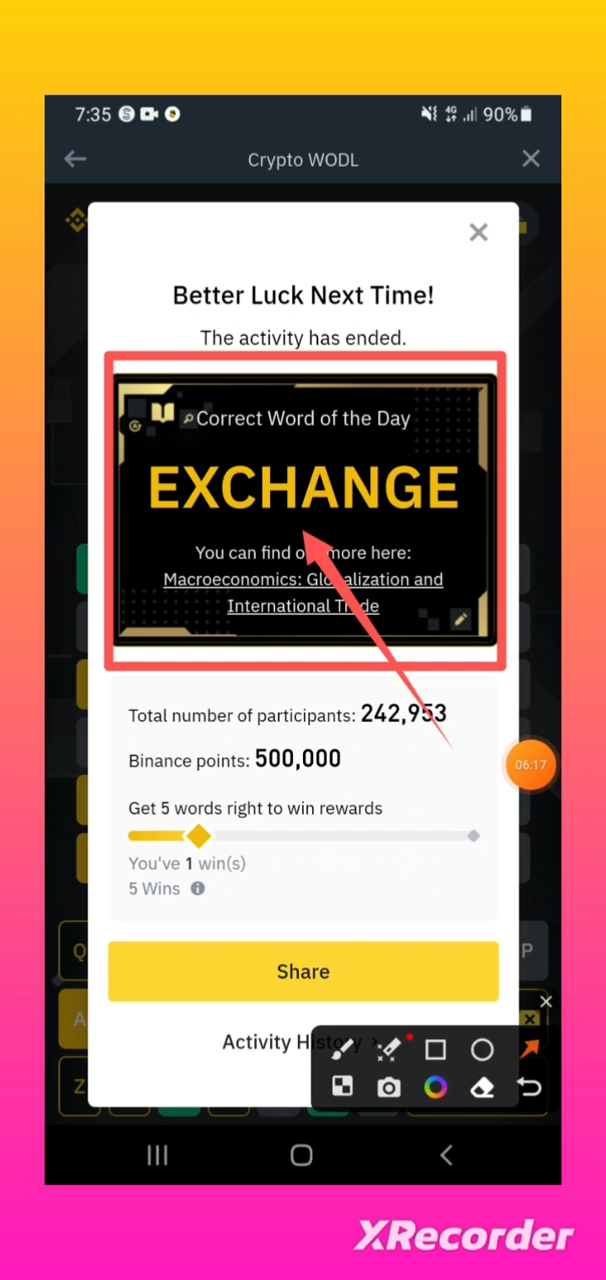 7:35
4G 90%
Crypto WODL
Better Luck Next Time!
The activity has ended.
Correct Word of the Day
EXCHANGE
You can find out more here:
Macroeconomics: Globalization and
International Trade
Total number of participants: 242,953
Binance points: 500,000
06:17
Get 5 words right to win rewards
You've 1 win(s)
5 Wins
Q
P
Share
A
Activity History
Z
XRecorder